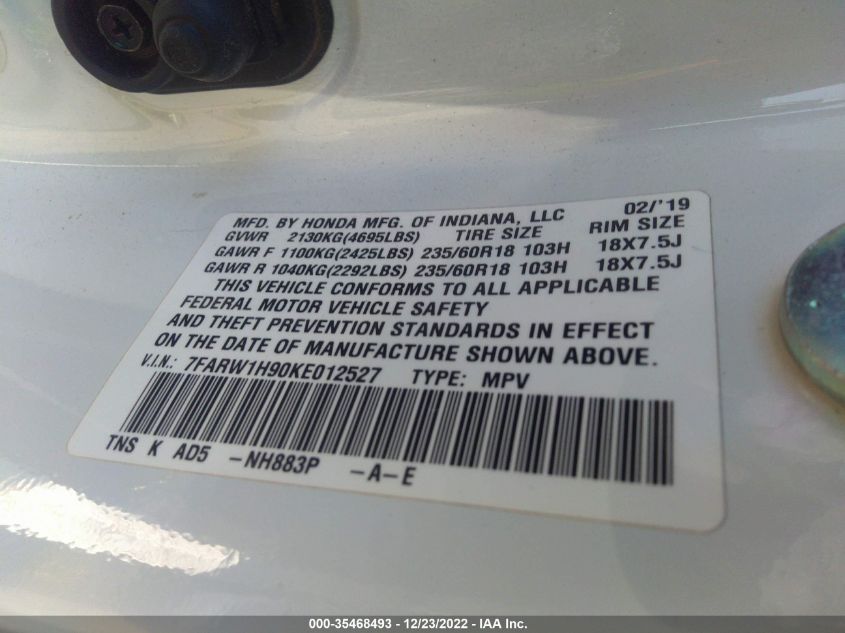 MFD. BY HONDA MFG. OF INDIANA, LLC 02/'19
GVWR 2130KG(4695LBS) TIRE SIZE RIM SIZE
GAWR F 1100KG(2425LBS) 235/60R18 103H 18X7.5J
GAWR R 1040KG(2292LBS) 235/60R18 103H 18X7.5J
THIS VEHICLE CONFORMS TO ALL APPLICABLE
FEDERAL MOTOR VEHICLE SAFETY
AND THEFT PREVENTION STANDARDS IN EFFECT
ON THE DATE OF MANUFACTURE SHOWN ABOVE.
V.I.N.: 7FARW1H90KE012527 TYPE: MPV
TNS K AD5 -NH883P -A-E
000-35468493 - 12/23/2022 - IAA Inc.